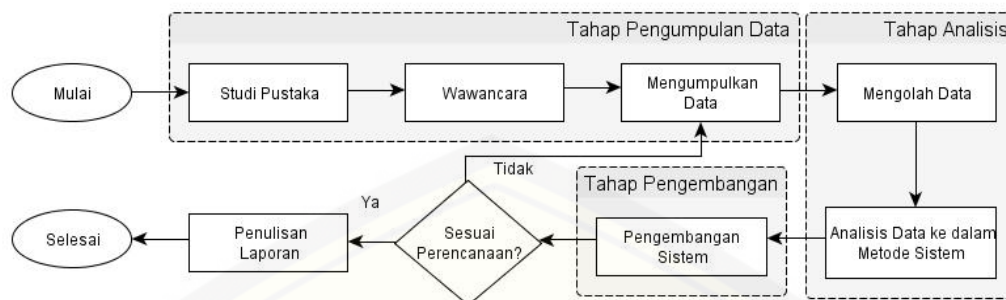 Tahap Pengumpulan Data
Tahap Analisis
Mulai
Studi Pustaka
Wawancara
Mengumpulkan
Data
Mengolah Data
Tidak
Tahap Pengembangan
Ya
Selesai
Penulisan
Laporan
Sesuai
Perencanaan?
Pengembangan
Sistem
Analisis Data ke dalam
Metode Sistem